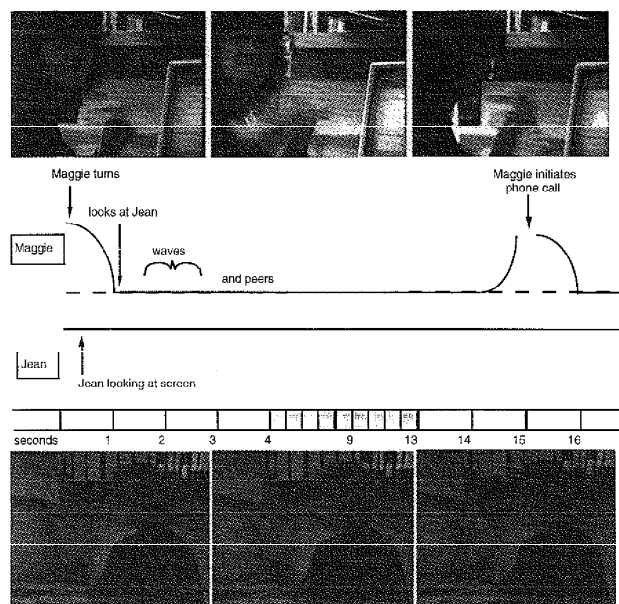 Maggie turns
Maggie initiates
phone call
looks at Jean
Maggie
waves
and peers
Jean
Jean looking at screen
seconds 1 2 3 4 9 13 14 15 16